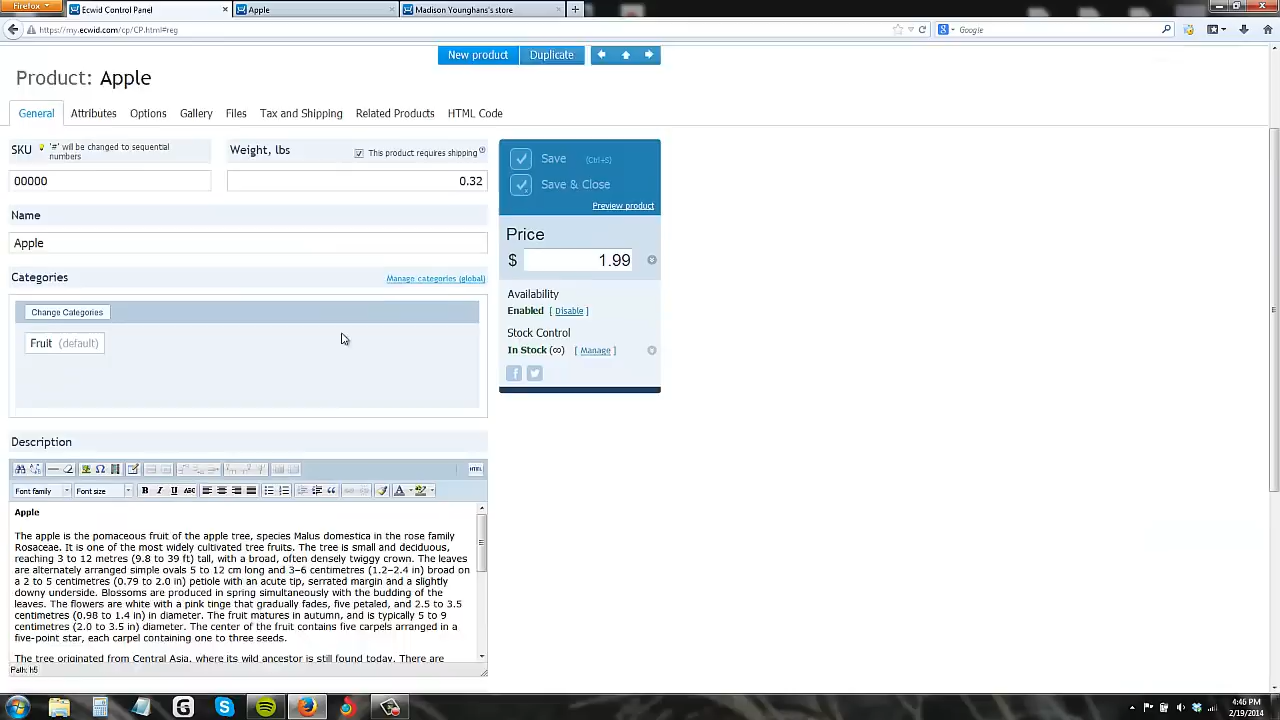 Firefox
Ecwid Control Panel
Apple
Madison Younghans's store
https://my.ecwid.com/cp/CP.html#reg
Google
New product
Duplicate
Product: Apple
General
Attributes
Options
Gallery
Files
Tax and Shipping
Related Products
HTML Code
SKU
'#' will be changed to sequential
numbers
Weight, lbs
This product requires shipping
00000
0.32
Name
Apple
Categories
Manage categories (global)
Change Categories
Fruit (default)
Save (Ctrl+S)
Save & Close
Preview product
Price
$ 1.99
Availability
Enabled [ Disable ]
Stock Control
In Stock (∞) [ Manage ]
Description
HTML
Font family
Font size
B I U ABC
Apple
The apple is the pomaceous fruit of the apple tree, species Malus domestica in the rose family
Rosaceae. It is one of the most widely cultivated tree fruits. The tree is small and deciduous,
reaching 3 to 12 metres (9.8 to 39 ft) tall, with a broad, often densely twiggy crown. The leaves
are alternately arranged simple ovals 5 to 12 cm long and 3–6 centimetres (1.2–2.4 in) broad on
a 2 to 5 centimetres (0.79 to 2.0 in) petiole with an acute tip, serrated margin and a slightly
downy underside. Blossoms are produced in spring simultaneously with the budding of the
leaves. The flowers are white with a pink tinge that gradually fades, five petaled, and 2.5 to 3.5
centimetres (0.98 to 1.4 in) in diameter. The fruit matures in autumn, and is typically 5 to 9
centimetres (2.0 to 3.5 in) diameter. The center of the fruit contains five carpels arranged in a
five-point star, each carpel containing one to three seeds.
The tree originated from Central Asia, where its wild ancestor is still found today. There are
Path: h5
4:46 PM
2/19/2014